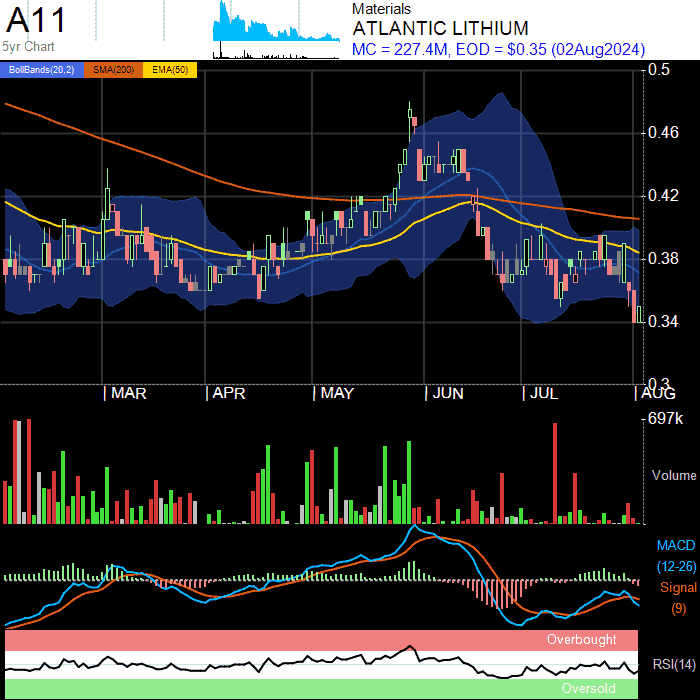 A11
5yr Chart
Materials
ATLANTIC LITHIUM
MC = 227.4M, EOD = $0.35 (02Aug2024)
BollBands(20,2) SMA(200) EMA(50)
0.5
0.46
0.42
0.38
0.34
0.3
MAR APR MAY JUN JUL AUG
697k
Volume
MACD
(12-26)
Signal
(9)
Overbought
RSI(14)
Oversold